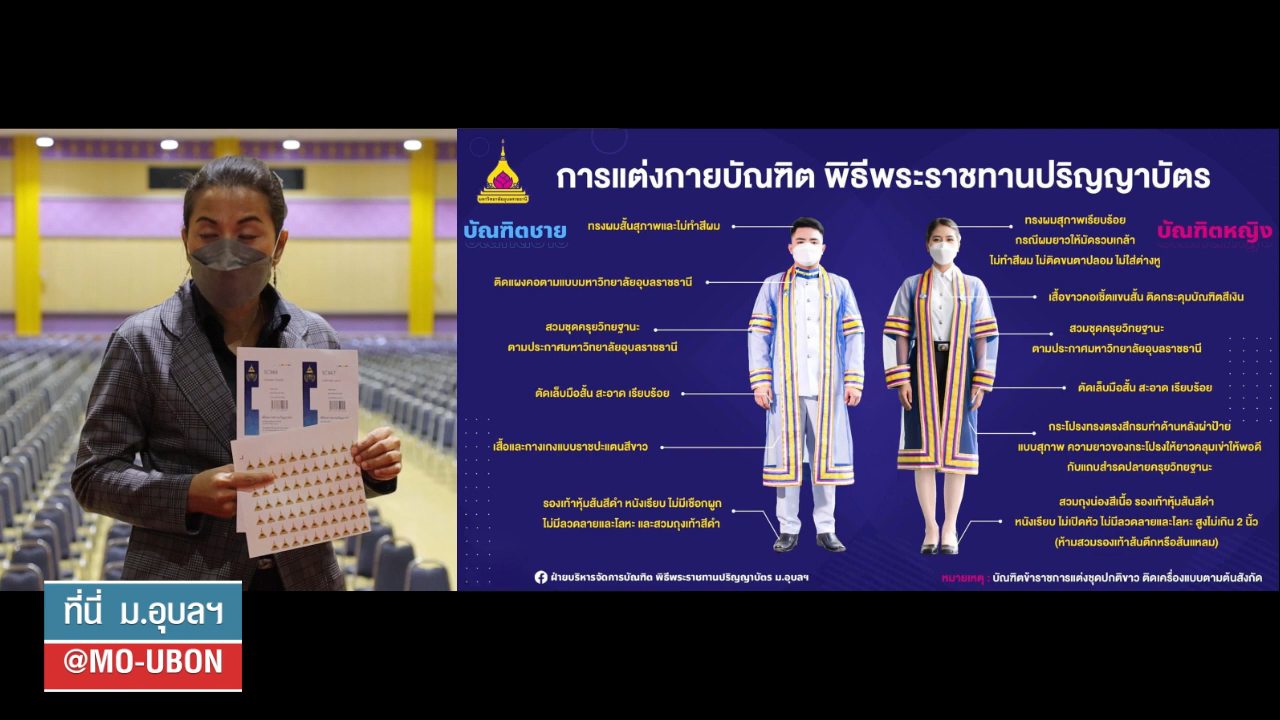 การแต่งกายบัณฑิต พิธีพระราชทานปริญญาบัตร
มหาวิทยาลัยอุบลราชธานี
บัณฑิตชาย
ทรงผมสั้นสุภาพและไม่ทำสีผม
ติดแผงคอตามแบบมหาวิทยาลัยอุบลราชธานี
สวมชุดครุยวิทยฐานะ
ตามประกาศมหาวิทยาลัยอุบลราชธานี
ตัดเล็บมือสั้น สะอาด เรียบร้อย
เสื้อและกางเกงแบบราชปะแตนสีขาว
รองเท้าหุ้มส้นสีดำ หนังเรียบ ไม่มีเชือกผูก
ไม่มีลวดลายและโลหะ และสวมถุงเท้าสีดำ
บัณฑิตหญิง
ทรงผมสุภาพเรียบร้อย
กรณีผมยาวให้มัดรวบเกล้า
ไม่ทำสีผม ไม่ติดขนตาปลอม ไม่ใส่ต่างหู
เสื้อขาวคอเชิ้ตแขนสั้น ติดกระดุมบัณฑิตสีเงิน
สวมชุดครุยวิทยฐานะ
ตามประกาศมหาวิทยาลัยอุบลราชธานี
ตัดเล็บมือสั้น สะอาด เรียบร้อย
กระโปรงทรงตรงสีกรมท่าด้านหลังผ่าป้าย
แบบสุภาพ ความยาวของกระโปรงให้ยาวคลุมเข่าให้พอดี
กับแถบสำรดปลายครุยวิทยฐานะ
สวมถุงน่องสีเนื้อ รองเท้าหุ้มส้นสีดำ
หนังเรียบ ไม่เปิดหัว ไม่มีลวดลายและโลหะ สูงไม่เกิน 2 นิ้ว
(ห้ามสวมรองเท้าส้นตึกหรือส้นแหลม)
ฝ่ายบริหารจัดการบัณฑิต พิธีพระราชทานปริญญาบัตร ม.อุบลฯ
หมายเหตุ : บัณฑิตข้าราชการแต่งชุดปกติขาว ติดเครื่องแบบตามต้นสังกัด
ที่นี่ ม.อุบลฯ
@MO-UBON